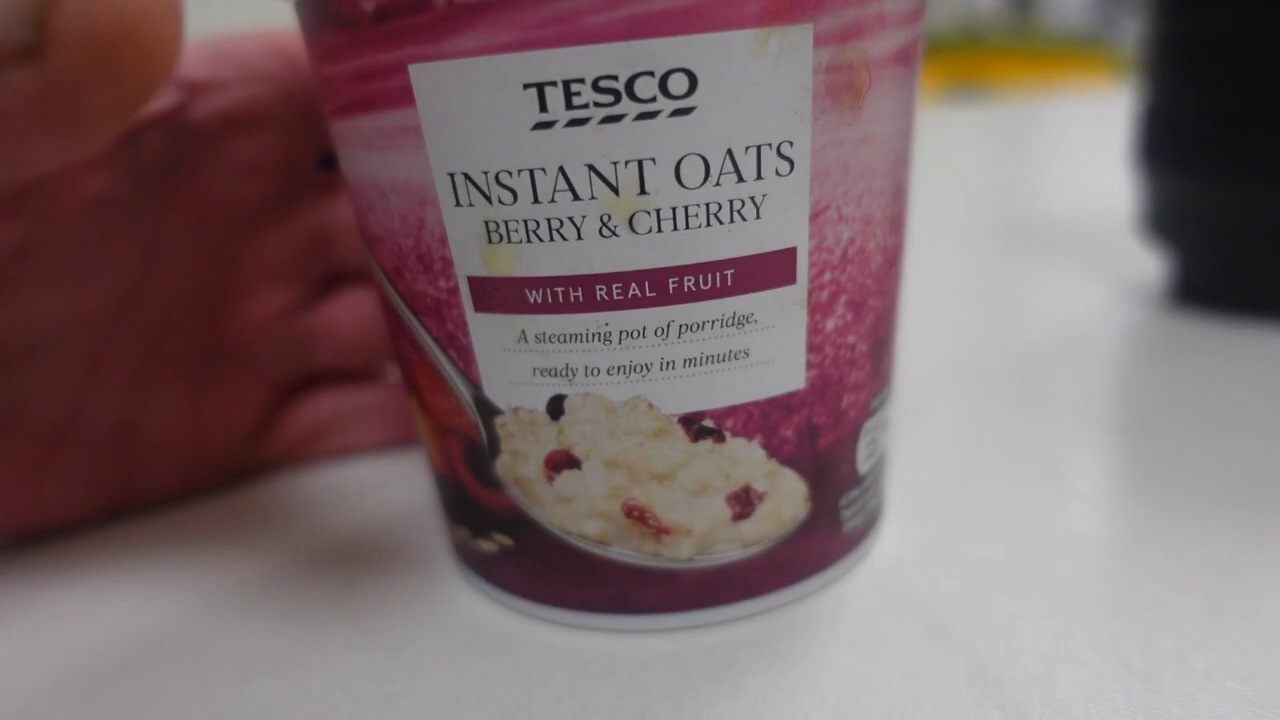 TESCO
INSTANT OATS
BERRY & CHERRY
WITH REAL FRUIT
A steaming pot of porridge,
ready to enjoy in minutes